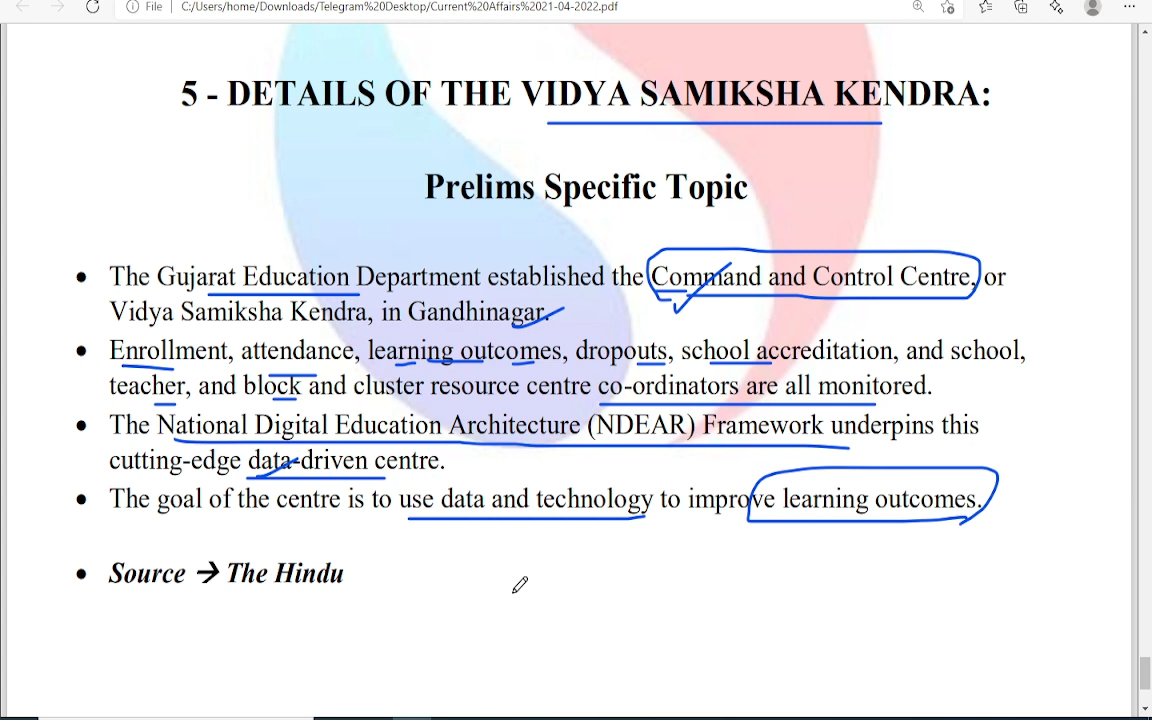 File
C:/Users/home/Downloads/Telegram%20Desktop/Current%20Affairs%2021-04-2022.pdf
5 - DETAILS OF THE VIDYA SAMIKSHA KENDRA:
Prelims Specific Topic
• The Gujarat Education Department established the Command and Control Centre, or
Vidya Samiksha Kendra, in Gandhinagar.
• Enrollment, attendance, learning outcomes, dropouts, school accreditation, and school,
teacher, and block and cluster resource centre co-ordinators are all monitored.
• The National Digital Education Architecture (NDEAR) Framework underpins this
cutting-edge data-driven centre.
• The goal of the centre is to use data and technology to improve learning outcomes.
• Source → The Hindu